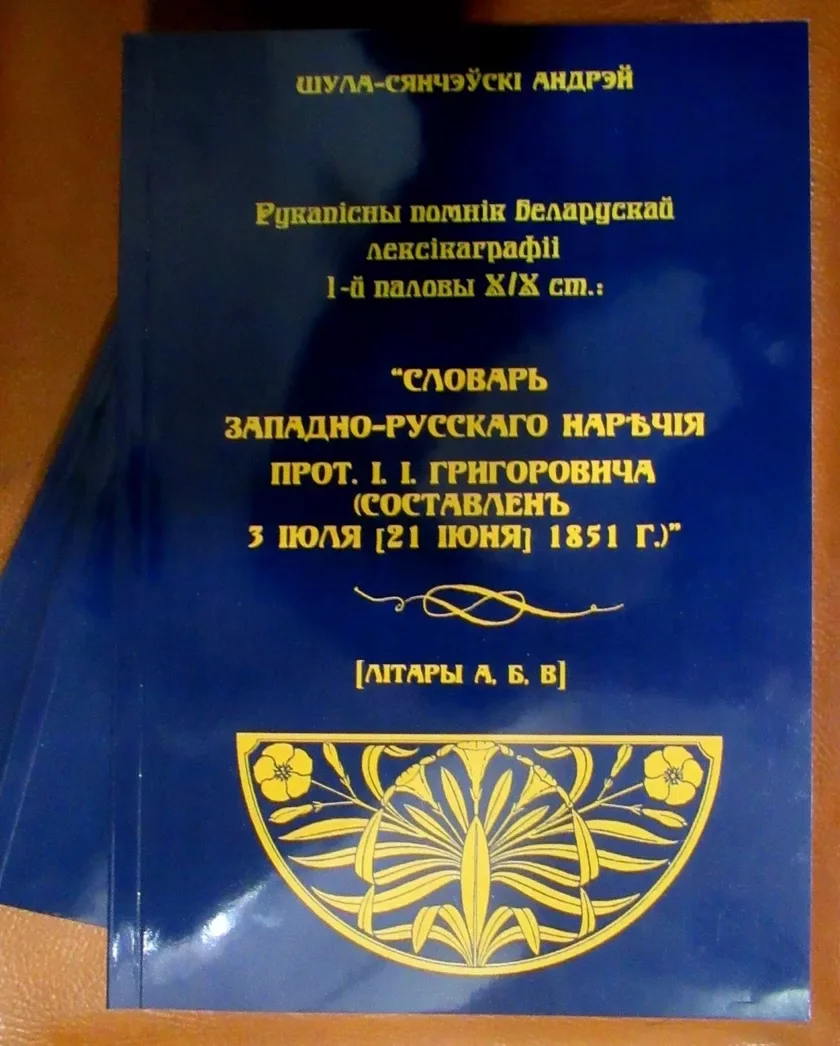 ШУЛА-СЯНЧЭЎСКІ АНДРЭЙ
Рукапісны помнік Беларускай
лексікаграфіі
1-й паловы Х/Х ст.:
“СЛОВАРЬ
ЗАПАДНО-РУССКАГО НАРѢЧІЯ
ПРОТ. І. І. ГРИГОРОВИЧА
(СОСТАВЛЕНЪ
3 ІЮЛЯ [21 ІЮНЯ] 1851 Г.)”
[ЛІТАРЫ А, Б, В]